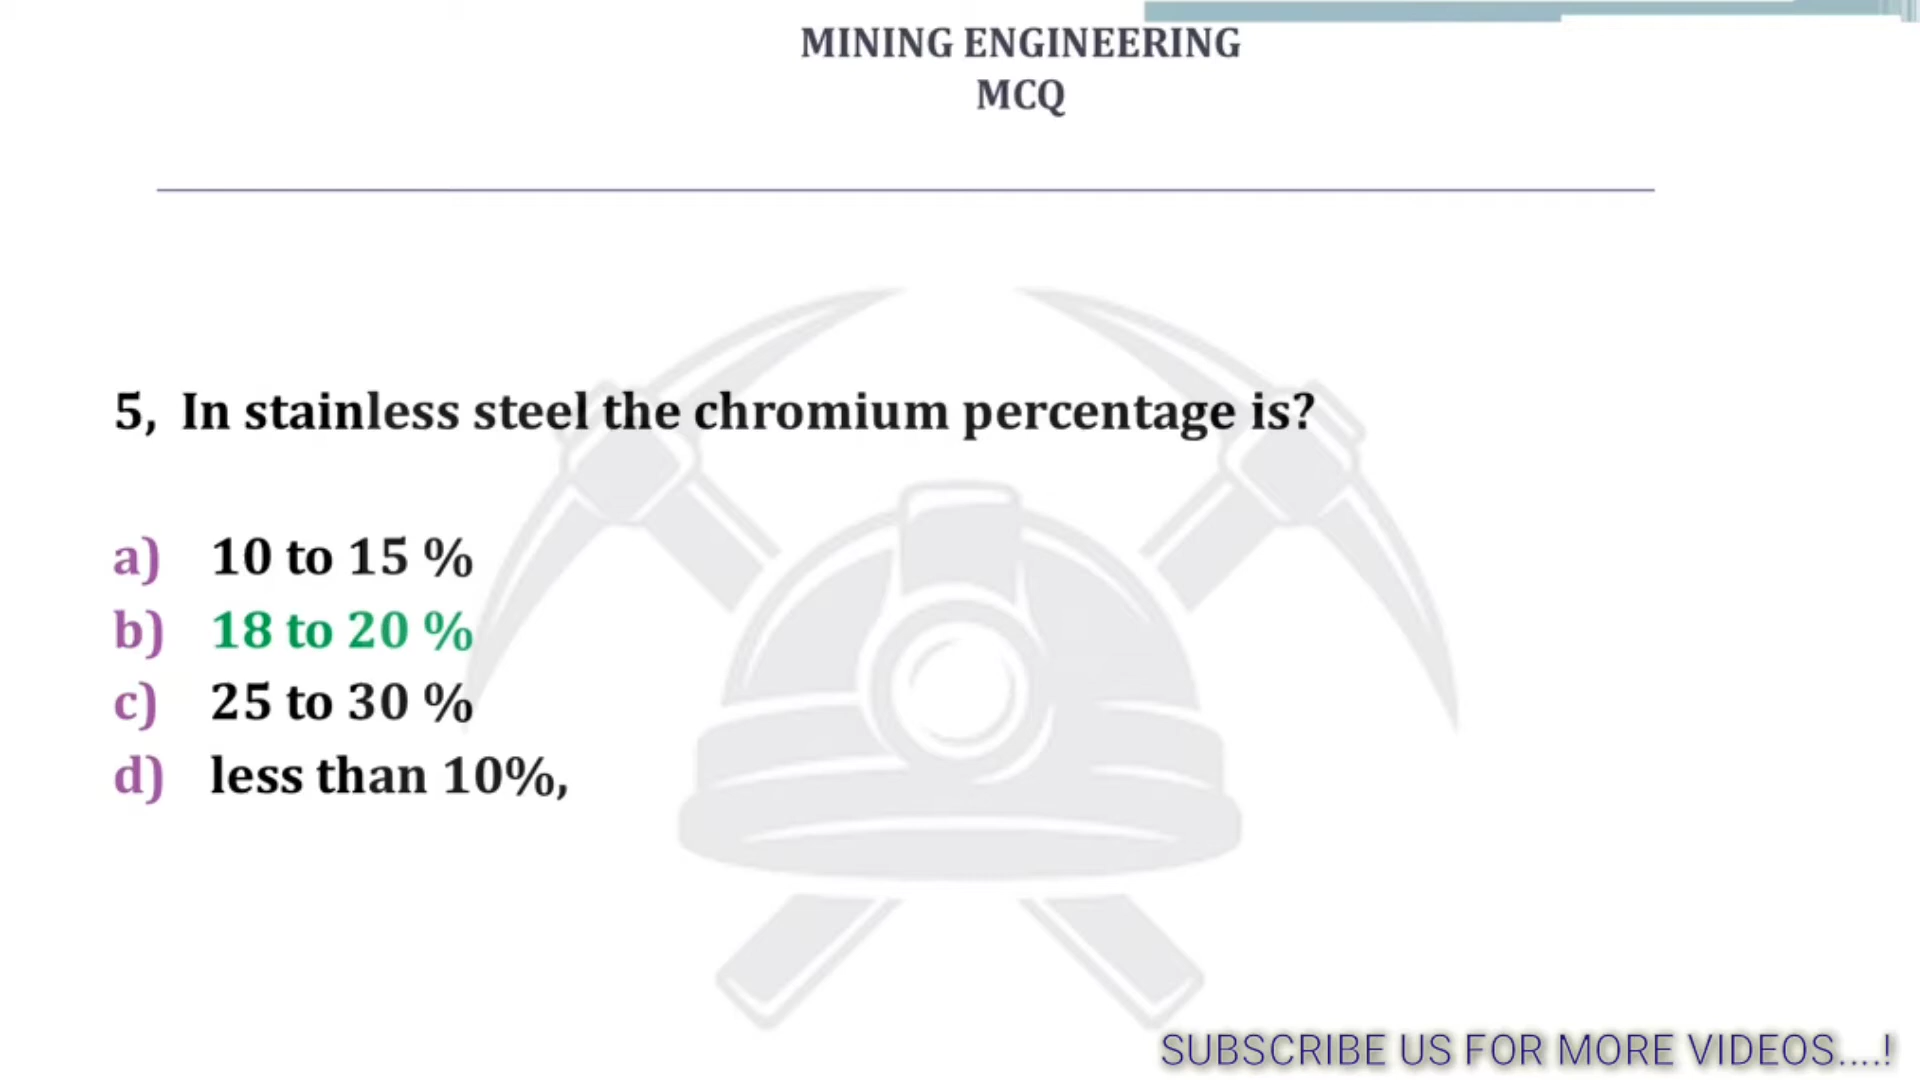 MINING ENGINEERING
MCQ
5, In stainless steel the chromium percentage is?
a) 10 to 15 %
b) 18 to 20 %
c) 25 to 30 %
d) less than 10%,
SUBSCRIBE US FOR MORE VIDEOS....!